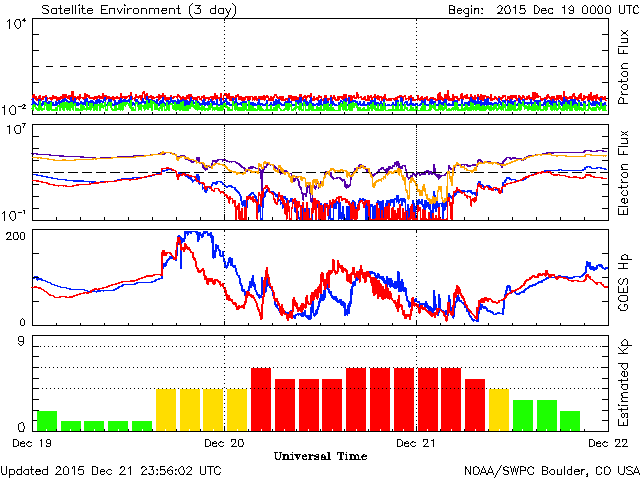 Satellite Environment (3 day) Begin: 2015 Dec 19 0000 UTC
10⁴
Proton Flux
10⁻²
10⁷
Electron Flux
10⁻¹
200
GOES Hp
0
9
Estimated Kp
0
Dec 19 Dec 20 Dec 21 Dec 22
Universal Time
Updated 2015 Dec 21 23:56:02 UTC NOAA/SWPC Boulder, CO USA